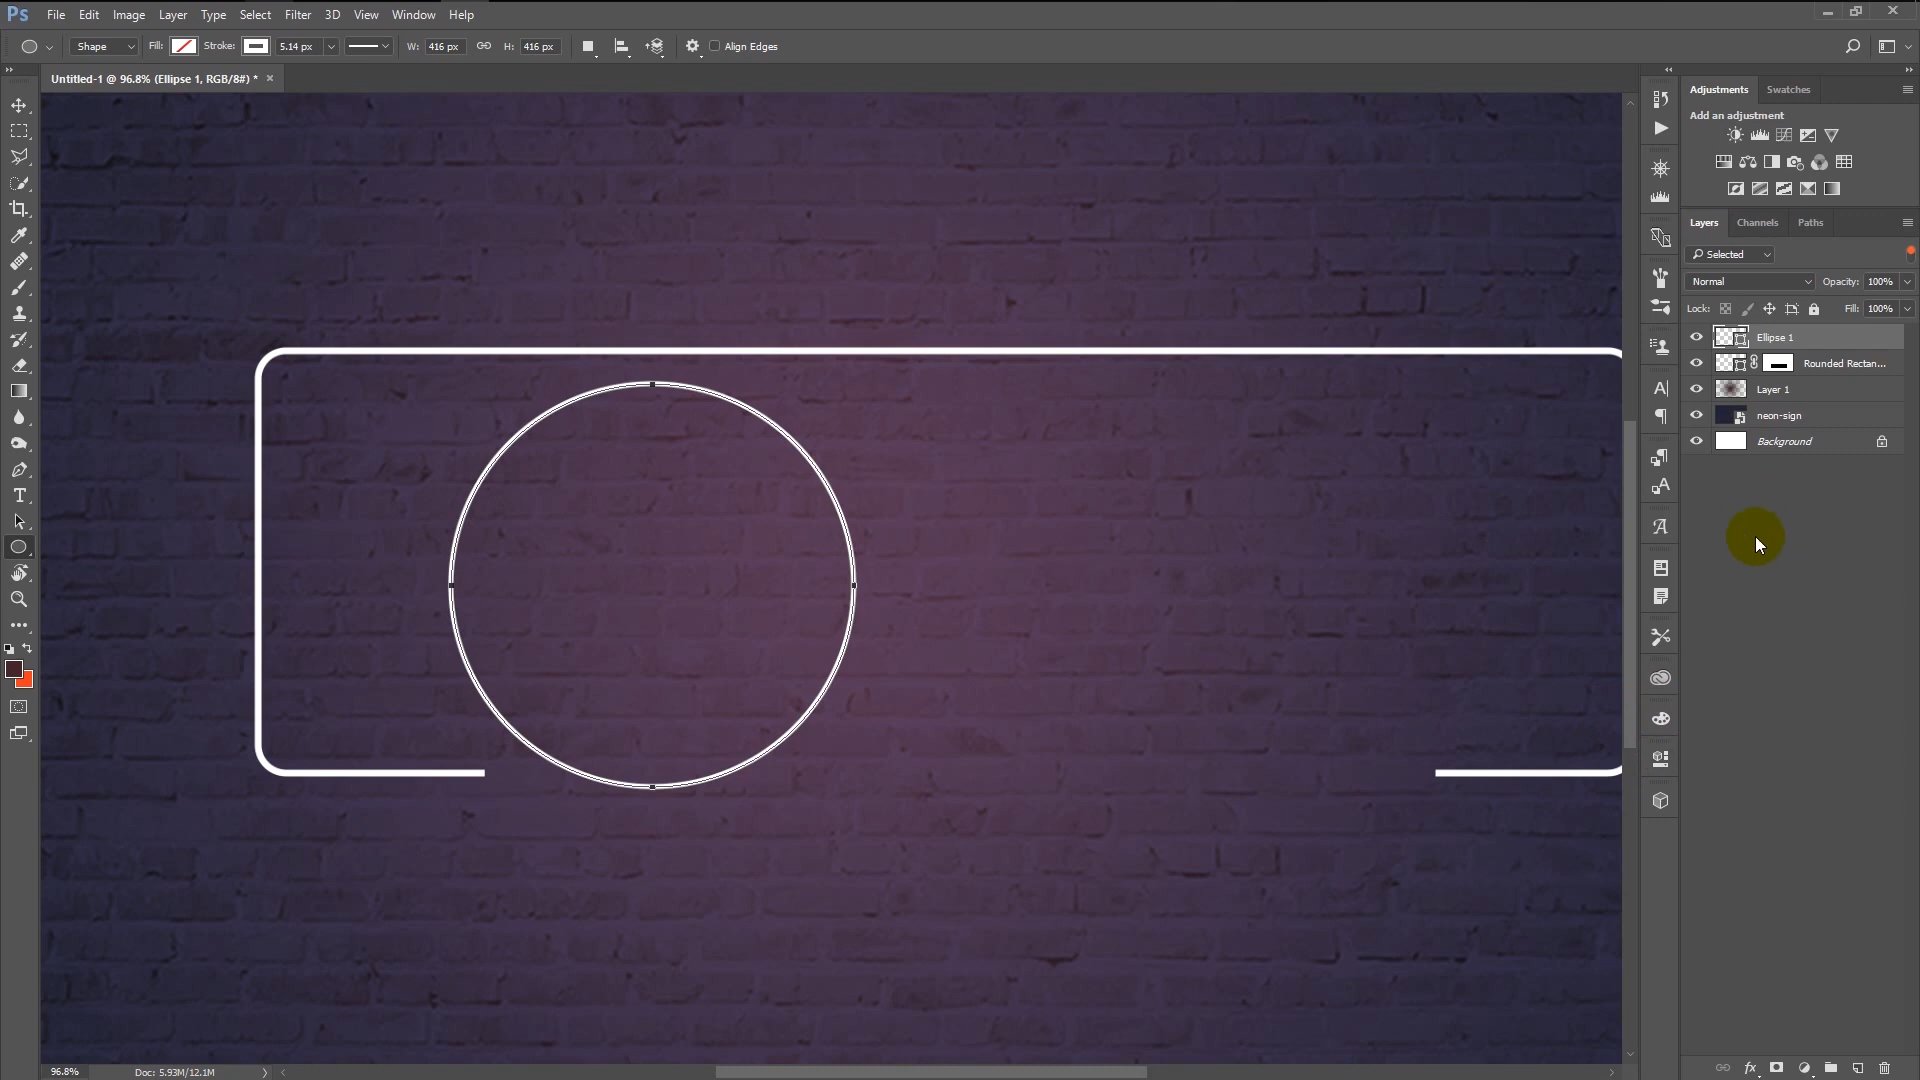 Ps File Edit Image Layer Type Select Filter 3D View Window Help
Shape Fill: Stroke: 5.14 px W: 416 px H: 416 px Align Edges
Untitled-1 @ 96.8% (Ellipse 1, RGB/8#) * ×
Adjustments Swatches
Add an adjustment
Layers Channels Paths
Selected
Normal Opacity: 100%
Lock: Fill: 100%
Ellipse 1
Rounded Rectan...
Layer 1
neon-sign
Background
96.8% Doc: 5.93M/12.1M